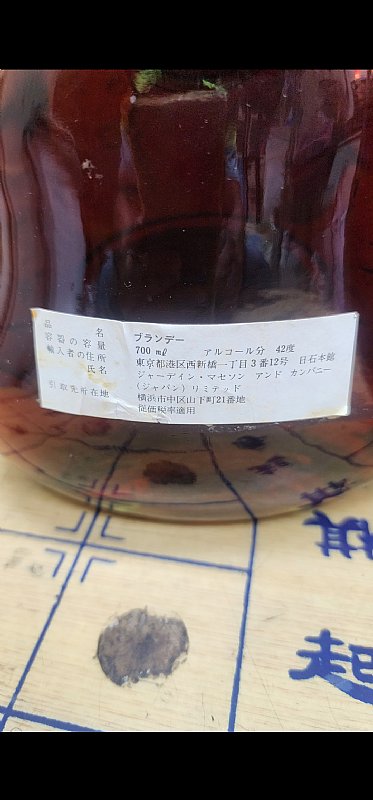 品名 ブランデー
容器の容量 700 ml アルコール分 42度
輸入者の住所 東京都港区西新橋一丁目3番12号 日石本館
氏名 ジャーデイン・マセソン アンド カンパニー
(ジャパン) リミテッド
引取先所在地 横浜市中区山下町21番地
従価税率適用